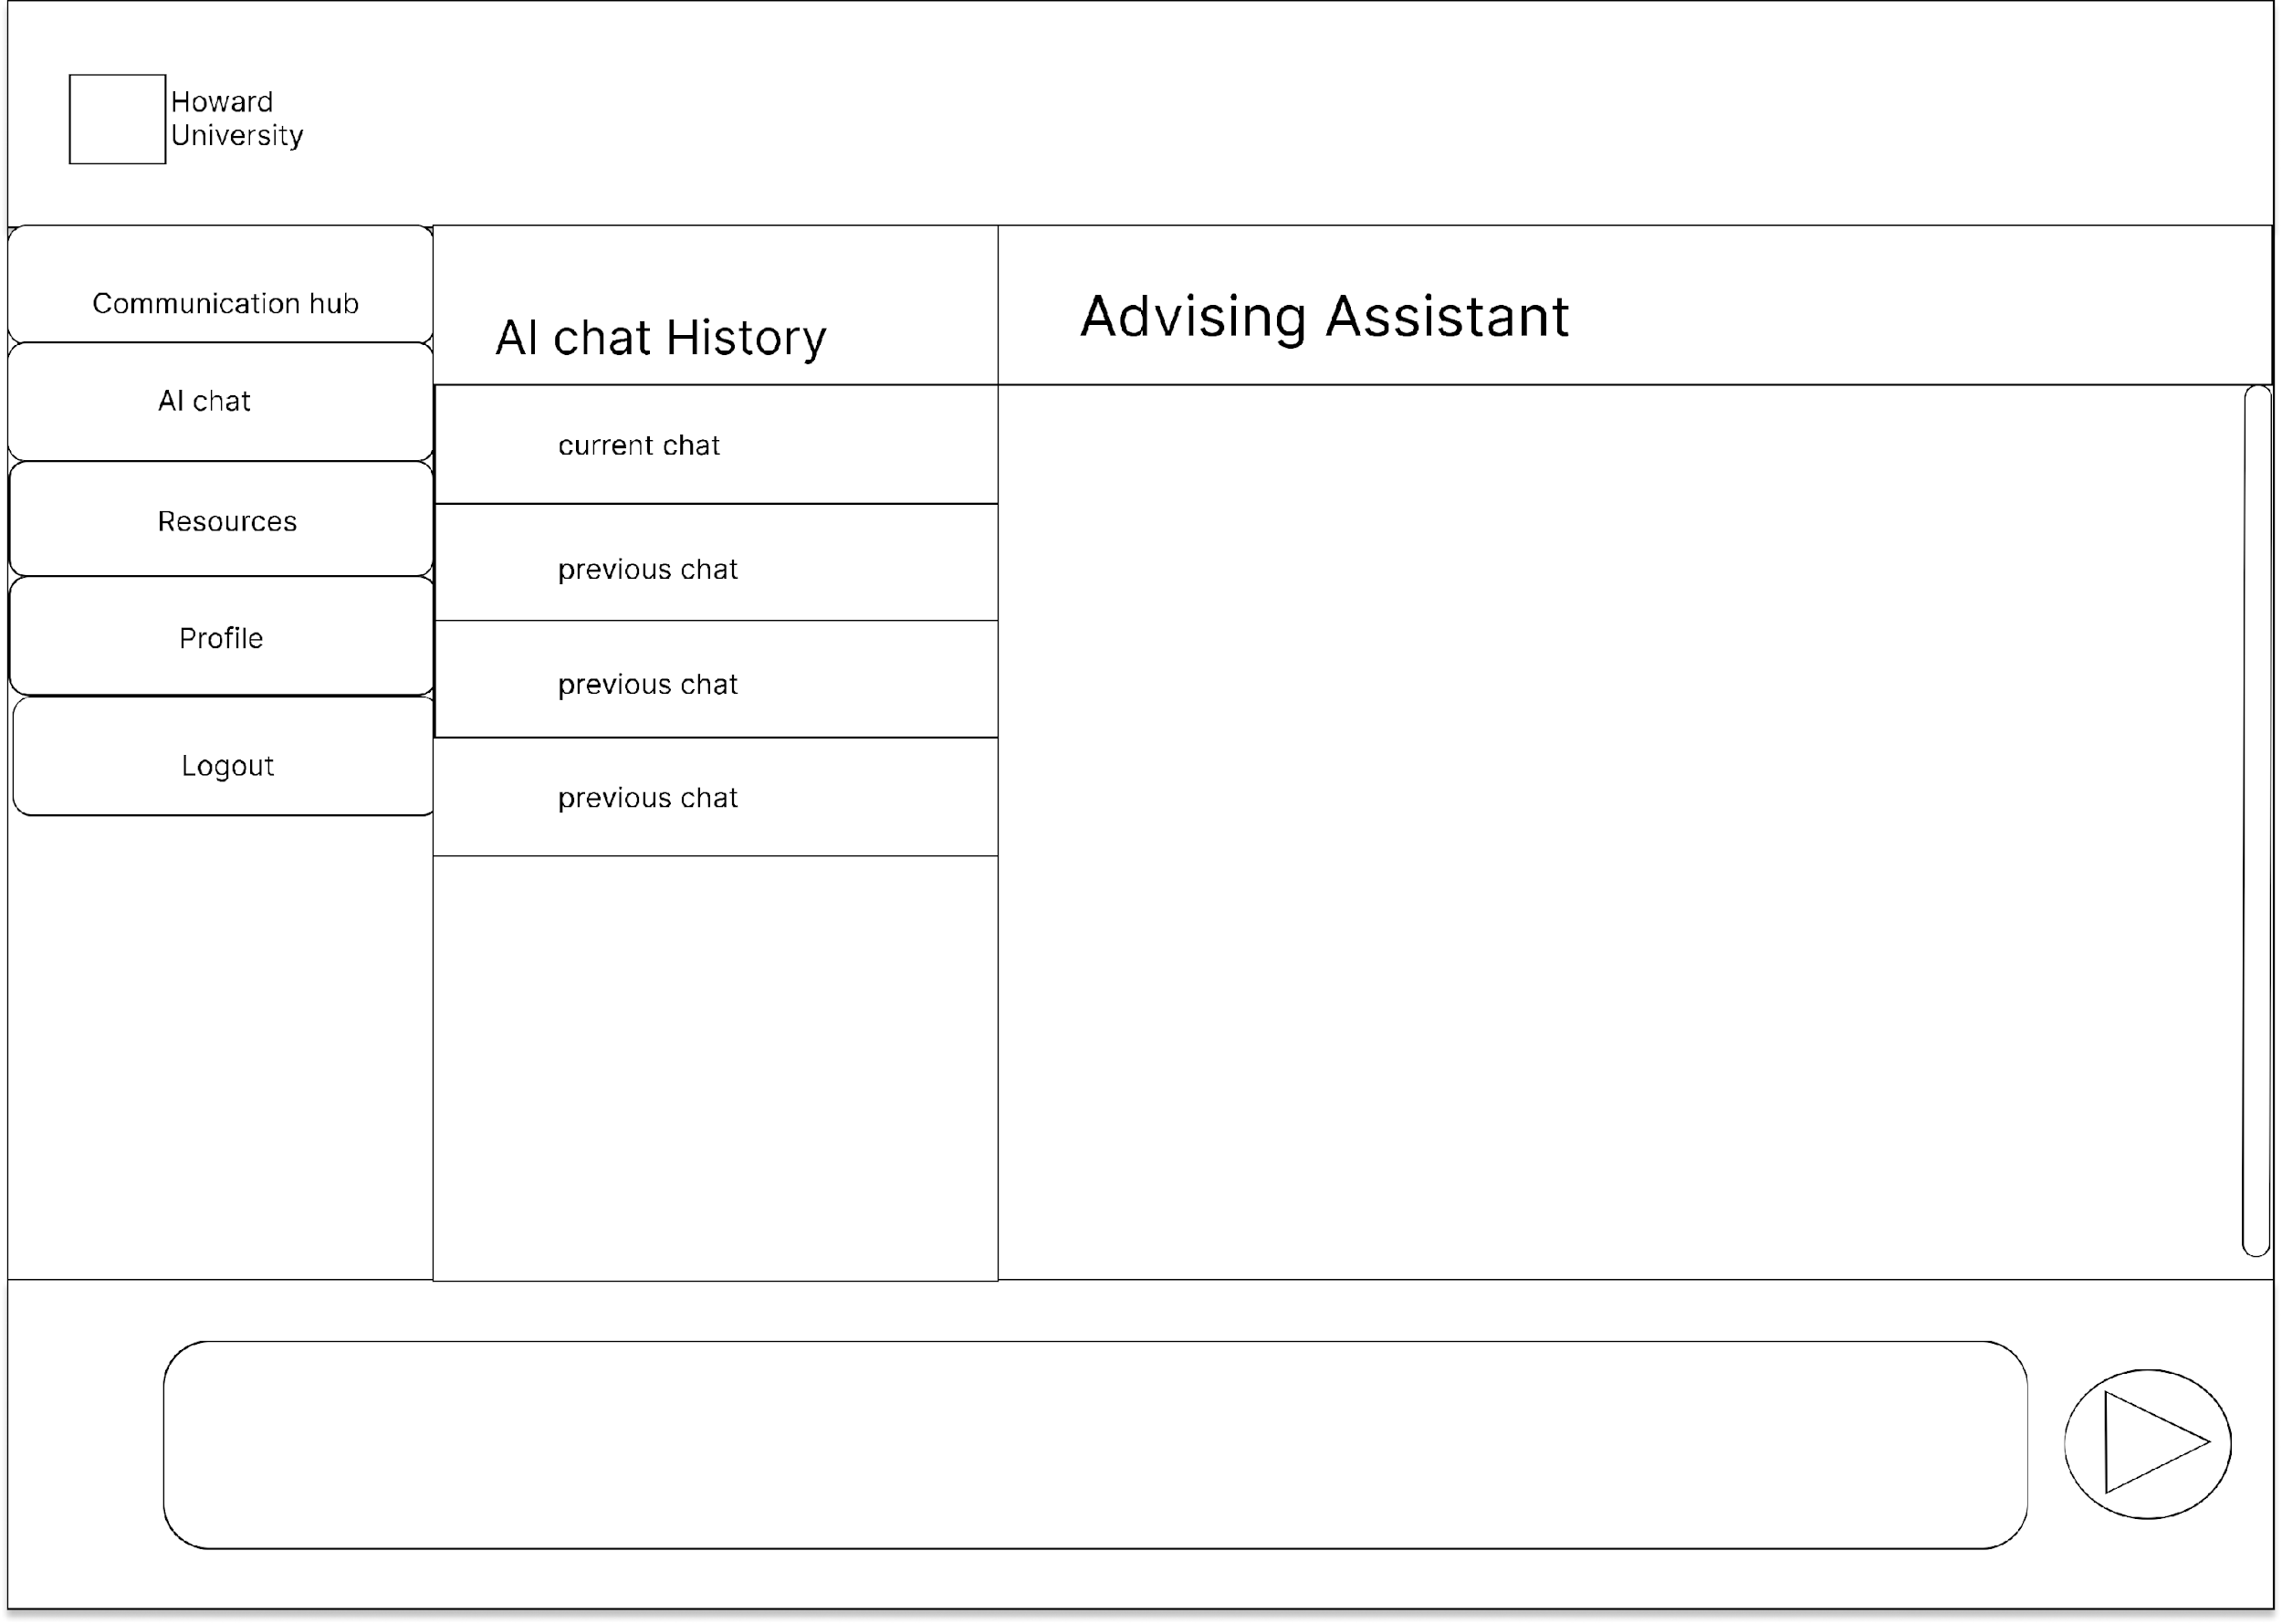 Howard
University
Communication hub
AI chat
Resources
Profile
Logout
AI chat History
current chat
previous chat
previous chat
previous chat
Advising Assistant